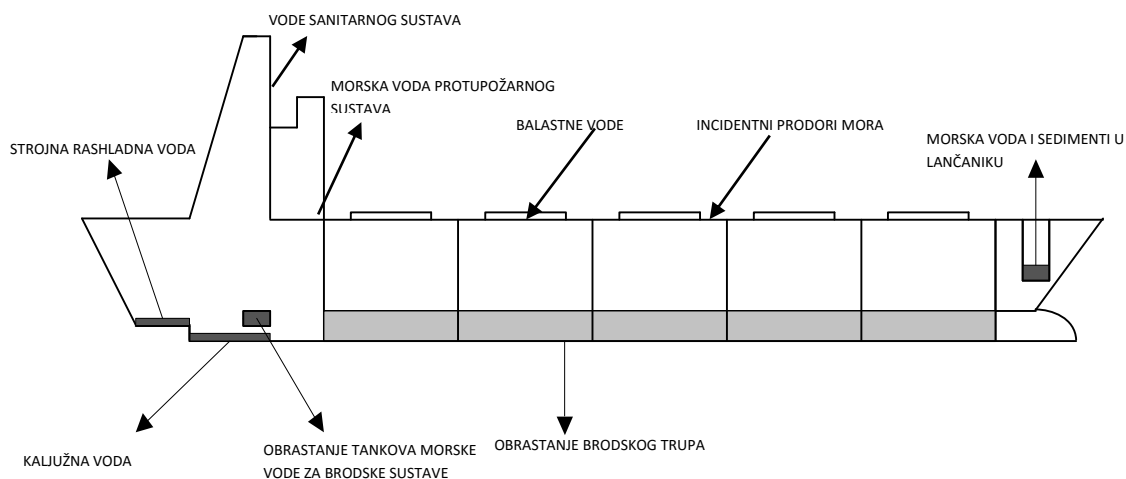 VODE SANITARNOG SUSTAVA
MORSKA VODA PROTUPOŽARNOG
SUSTAVA
BALASTNE VODE
INCIDENTNI PRODORI MORA
MORSKA VODA I SEDIMENTI U
LANČANIKU
STROJNA RASHLADNA VODA
KALJUŽNA VODA
OBRASTANJE TANKOVA MORSKE
VODE ZA BRODSKE SUSTAVE
OBRASTANJE BRODSKOG TRUPA